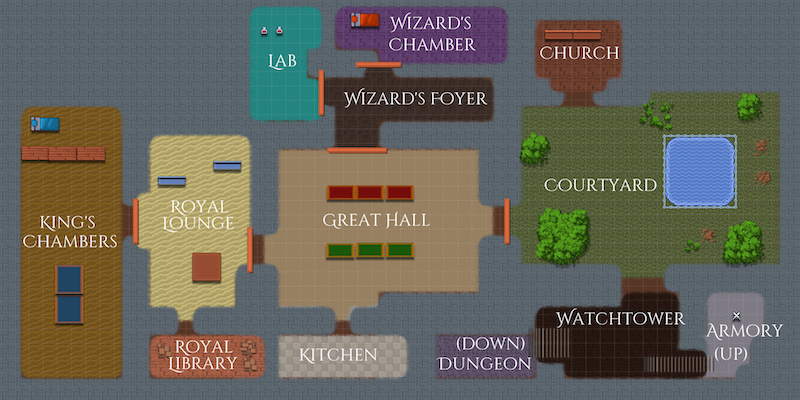 Wizard's
Chamber
Lab
Church
Wizard's Foyer
King's
Chambers
Royal
Lounge
Great Hall
Courtyard
Royal
Library
Kitchen
(Down)
Dungeon
Watchtower
Armory
(Up)